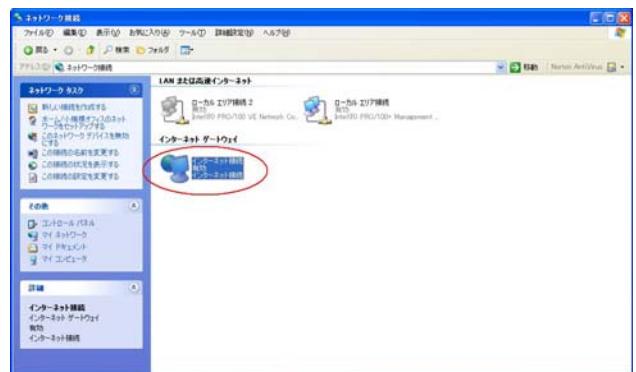 ネットワーク接続
ファイル(F) 編集(E) 表示(V) お気に入り(A) ツール(T) 詳細設定(N) ヘルプ(H)
戻る 検索 フォルダ
アドレス(D) ネットワーク接続 移動 Norton AntiVirus
ネットワーク タスク
新しい接続を作成する
ホーム/小規模オフィスのネットワークをセットアップする
このネットワーク デバイスを無効にする
この接続の名前を変更する
この接続の状況を表示する
この接続の設定を変更する
その他
コントロール パネル
マイ ネットワーク
マイ ドキュメント
マイ コンピュータ
詳細
インターネット接続
インターネット ゲートウェイ
有効
インターネット接続
LAN または高速インターネット
ローカル エリア接続 2
有効
Intel(R) PRO/100 VE Network Co...
ローカル エリア接続
有効
Intel(R) PRO/100+ Management ...
インターネット ゲートウェイ
インターネット接続
有効
インターネット接続